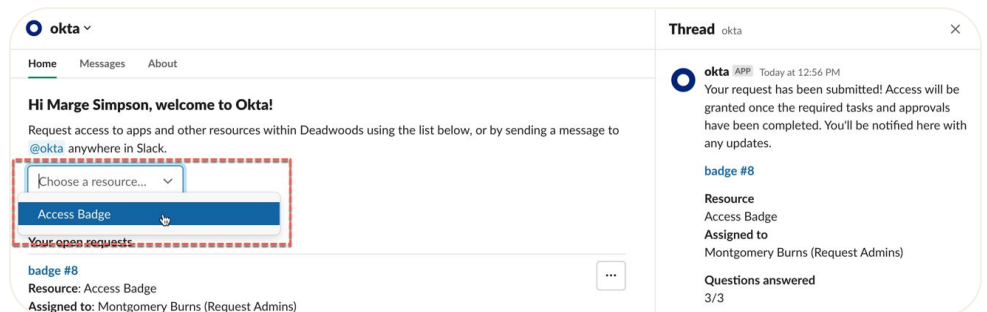 okta
Home Messages About
Hi Marge Simpson, welcome to Okta!
Request access to apps and other resources within Deadwoods using the list below, or by sending a message to
@okta anywhere in Slack.
Choose a resource...
Access Badge
Your open requests
badge #8
Resource: Access Badge
Assigned to: Montgomery Burns (Request Admins)
Thread okta
okta APP Today at 12:56 PM
Your request has been submitted! Access will be
granted once the required tasks and approvals
have been completed. You'll be notified here with
any updates.
badge #8
Resource
Access Badge
Assigned to
Montgomery Burns (Request Admins)
Questions answered
3/3